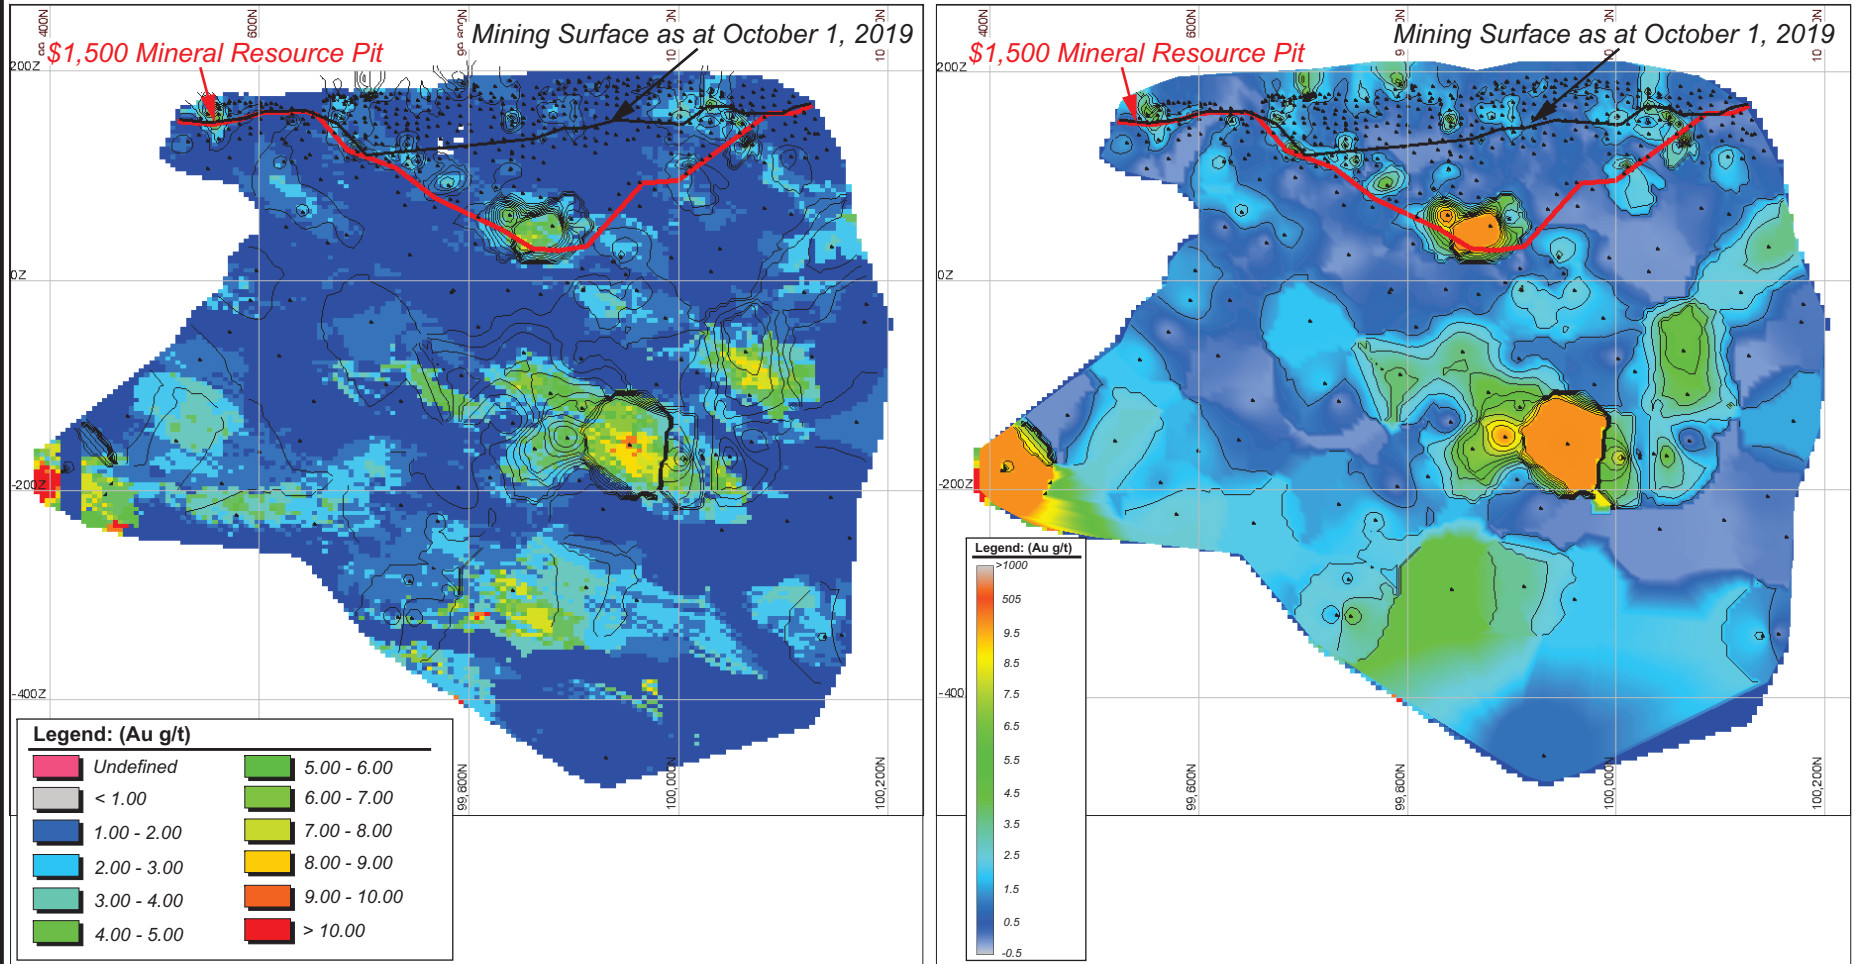 Mining Surface as at October 1, 2019
$1,500 Mineral Resource Pit
200Z
0Z
-200Z
-400Z
99,800N
100,000N
100,200N
Legend: (Au g/t)
Undefined
< 1.00
1.00 - 2.00
2.00 - 3.00
3.00 - 4.00
4.00 - 5.00
5.00 - 6.00
6.00 - 7.00
7.00 - 8.00
8.00 - 9.00
9.00 - 10.00
> 10.00
Mining Surface as at October 1, 2019
$1,500 Mineral Resource Pit
200Z
0Z
-200Z
-400
99,600N
99,800N
100,000N
100,200N
Legend: (Au g/t)
>1000
505
9.5
8.5
7.5
6.5
5.5
4.5
3.5
2.5
1.5
0.5
-0.5